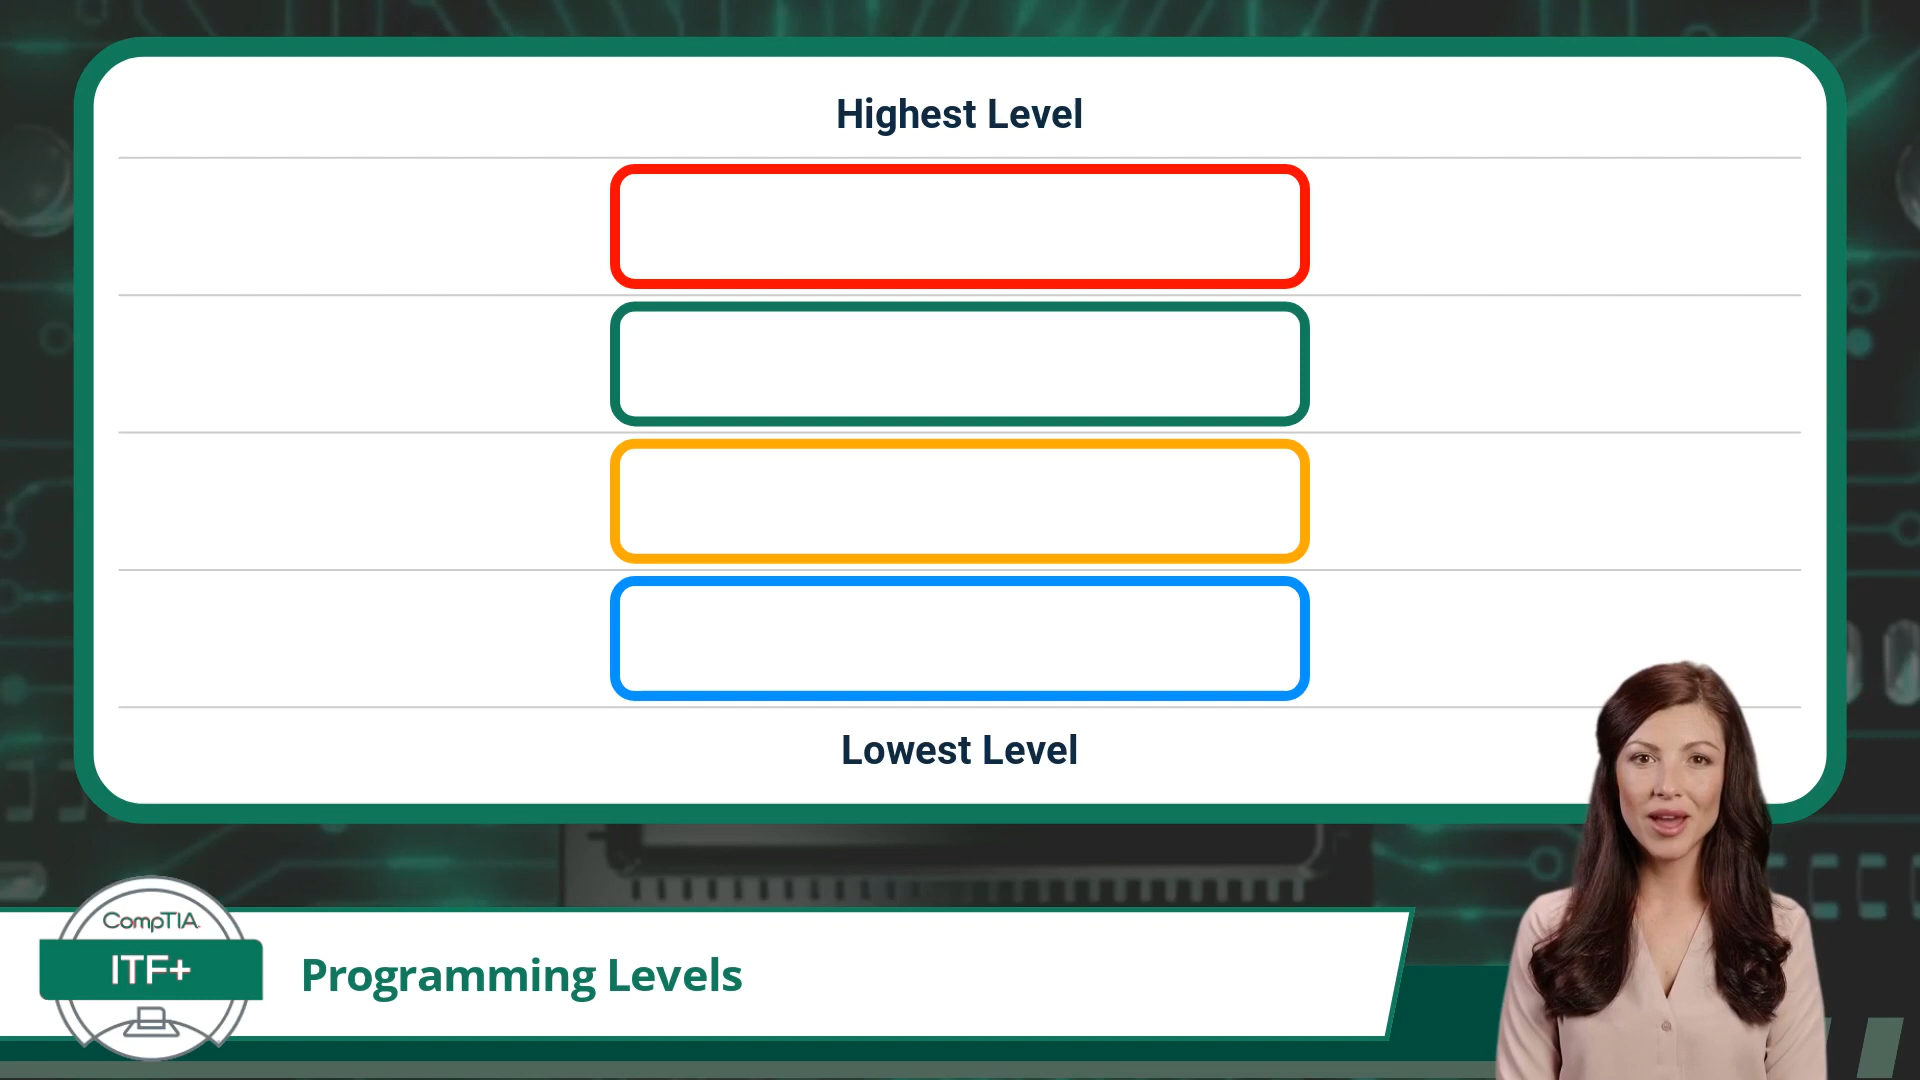 Highest Level
Lowest Level
CompTIA
ITF+
Programming Levels